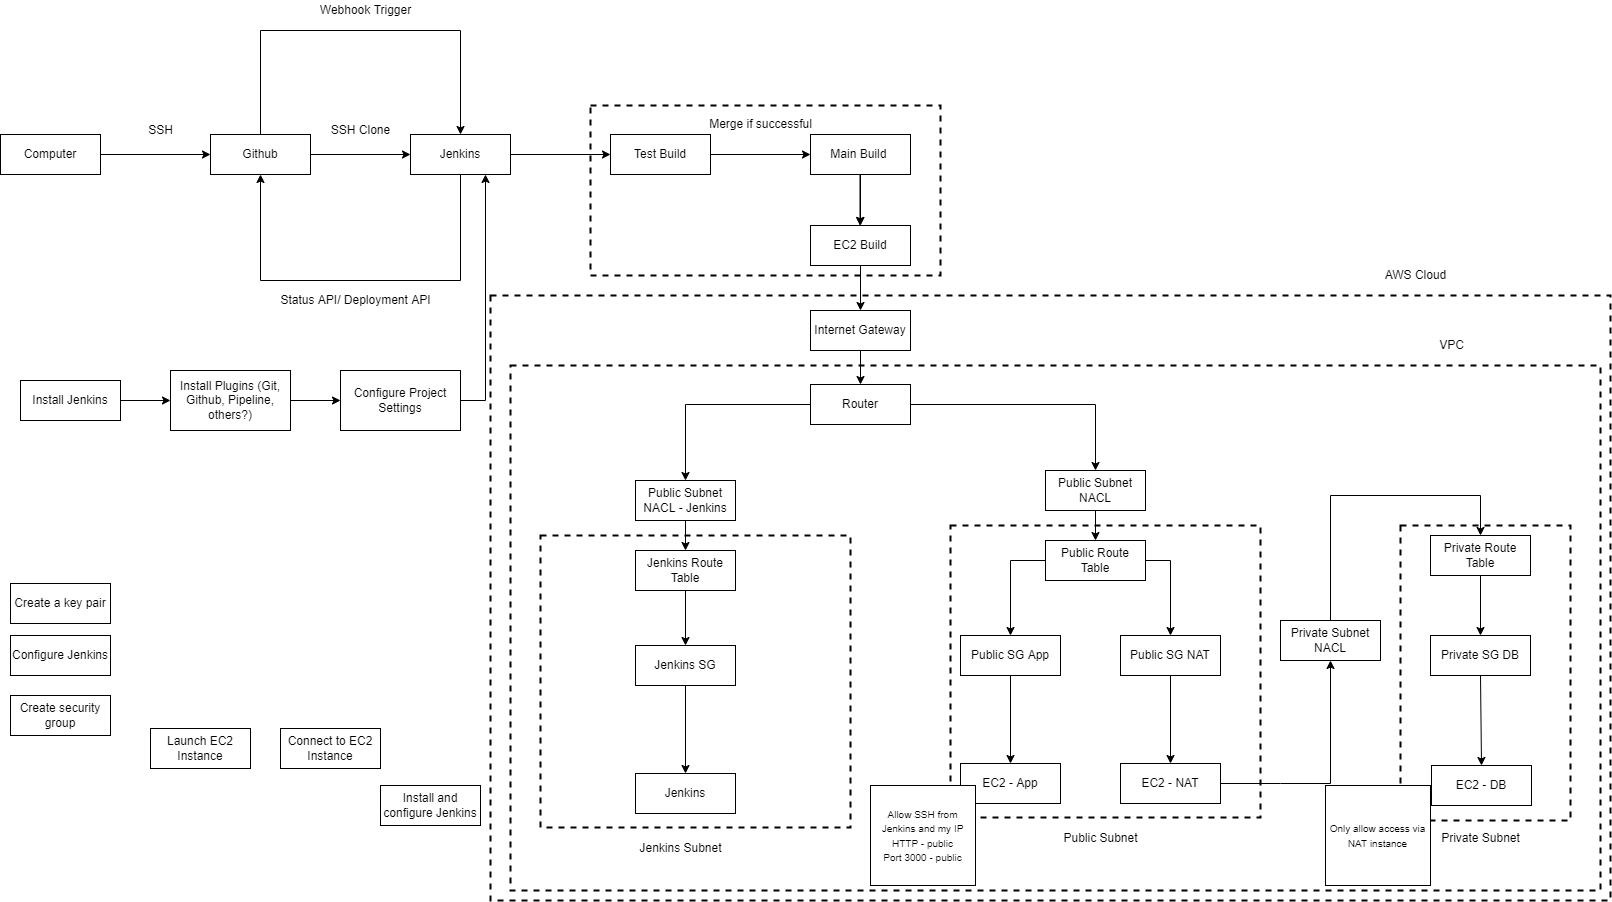 Webhook Trigger
SSH
SSH Clone
Merge if successful
Computer
Github
Jenkins
Test Build
Main Build
EC2 Build
Status API/ Deployment API
AWS Cloud
Internet Gateway
VPC
Install Jenkins
Install Plugins (Git,
Github, Pipeline,
others?)
Configure Project
Settings
Router
Public Subnet
NACL - Jenkins
Public Subnet
NACL
Jenkins Route
Table
Public Route
Table
Private Route
Table
Create a key pair
Configure Jenkins
Create security
group
Launch EC2
Instance
Connect to EC2
Instance
Install and
configure Jenkins
Jenkins SG
Public SG App
Public SG NAT
Private Subnet
NACL
Private SG DB
Jenkins
EC2 - App
EC2 - NAT
EC2 - DB
Allow SSH from
Jenkins and my IP
HTTP - public
Port 3000 - public
Only allow access via
NAT instance
Jenkins Subnet
Public Subnet
Private Subnet